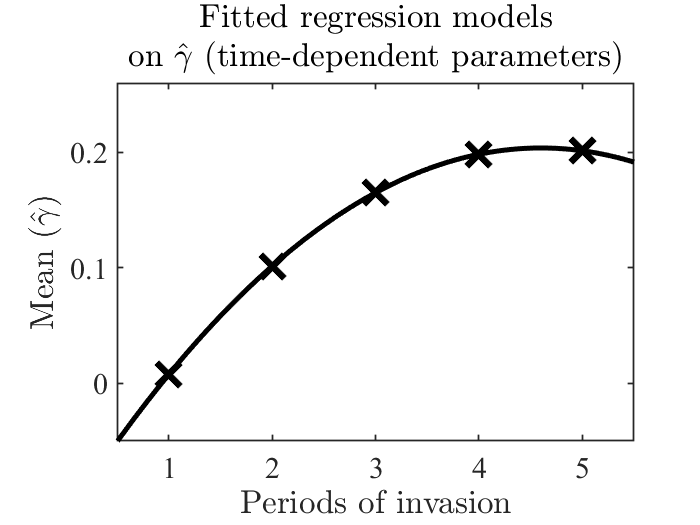 Fitted regression models
on γ̂ (time-dependent parameters)
Mean (γ̂)
0.2
0.1
0
1 2 3 4 5
Periods of invasion